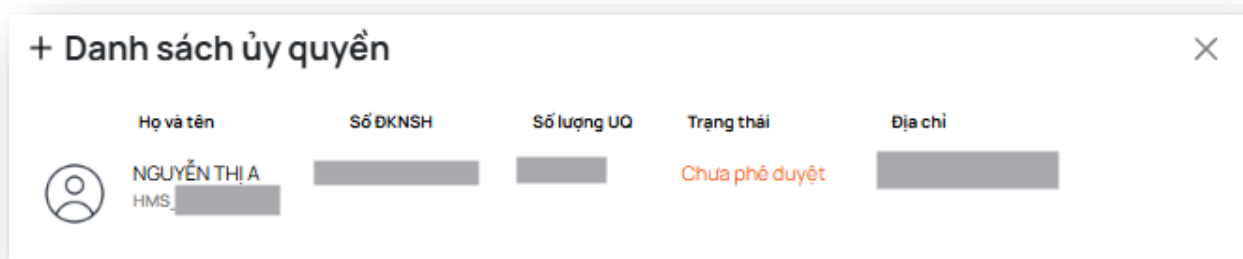 + Danh sách ủy quyền
Họ và tên Số ĐKNSH Số lượng UQ Trạng thái Địa chỉ
NGUYỄN THỊ A Chưa phê duyệt
HMS_